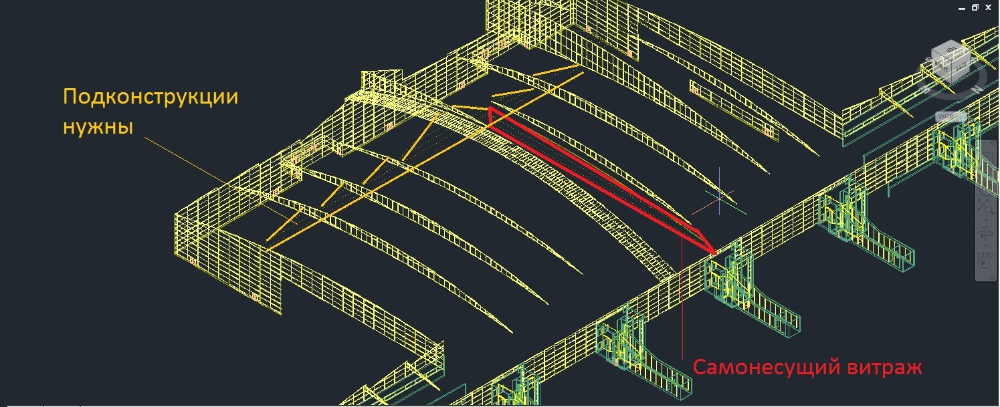 Подконструкции
нужны
Самонесущий витраж